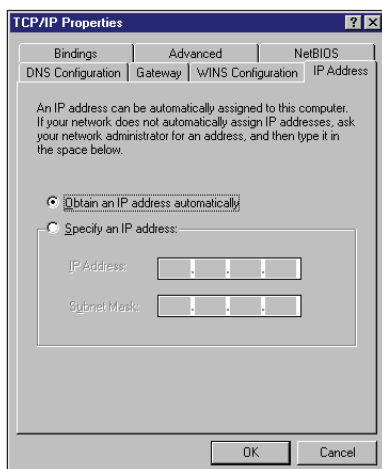 TCP/IP Properties
Bindings Advanced NetBIOS
DNS Configuration Gateway WINS Configuration IP Address
An IP address can be automatically assigned to this computer.
If your network does not automatically assign IP addresses, ask
your network administrator for an address, and then type it in
the space below.
Obtain an IP address automatically
Specify an IP address:
IP Address:
. . .
Subnet Mask:
. . .
OK Cancel